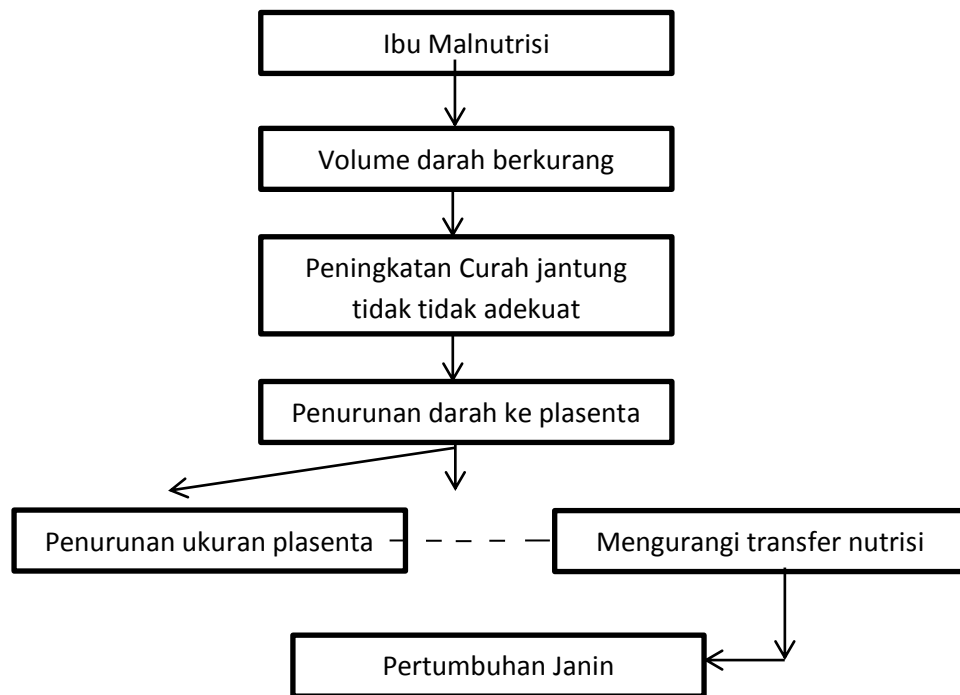 Ibu Malnutrisi
Volume darah berkurang
Peningkatan Curah jantung
tidak tidak adekuat
Penurunan darah ke plasenta
Penurunan ukuran plasenta
Mengurangi transfer nutrisi
Pertumbuhan Janin